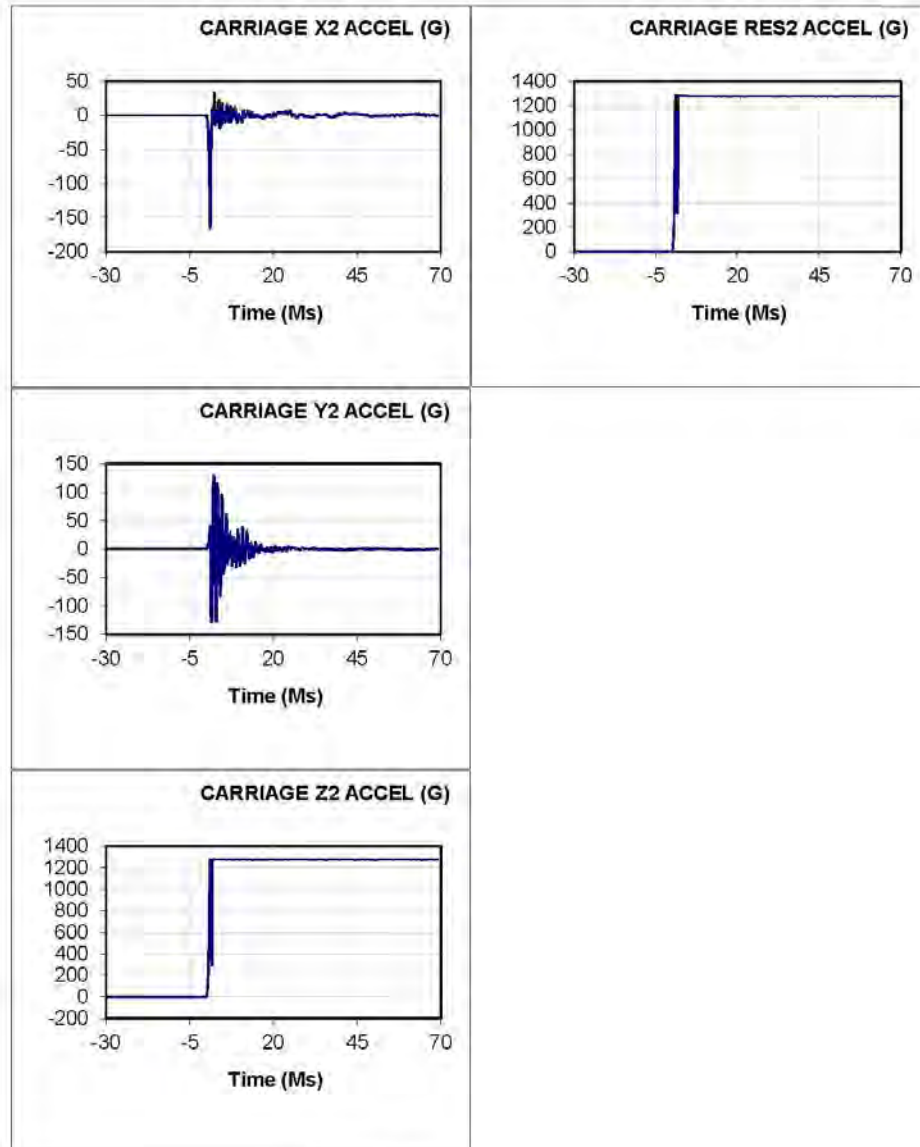 CARRIAGE X2 ACCEL (G)
50
0
-50
-100
-150
-200
-30 -5 20 45 70
Time (Ms)
CARRIAGE RES2 ACCEL (G)
1400
1200
1000
800
600
400
200
0
-30 -5 20 45 70
Time (Ms)
CARRIAGE Y2 ACCEL (G)
150
100
50
0
-50
-100
-150
-30 -5 20 45 70
Time (Ms)
CARRIAGE Z2 ACCEL (G)
1400
1200
1000
800
600
400
200
0
-200
-30 -5 20 45 70
Time (Ms)